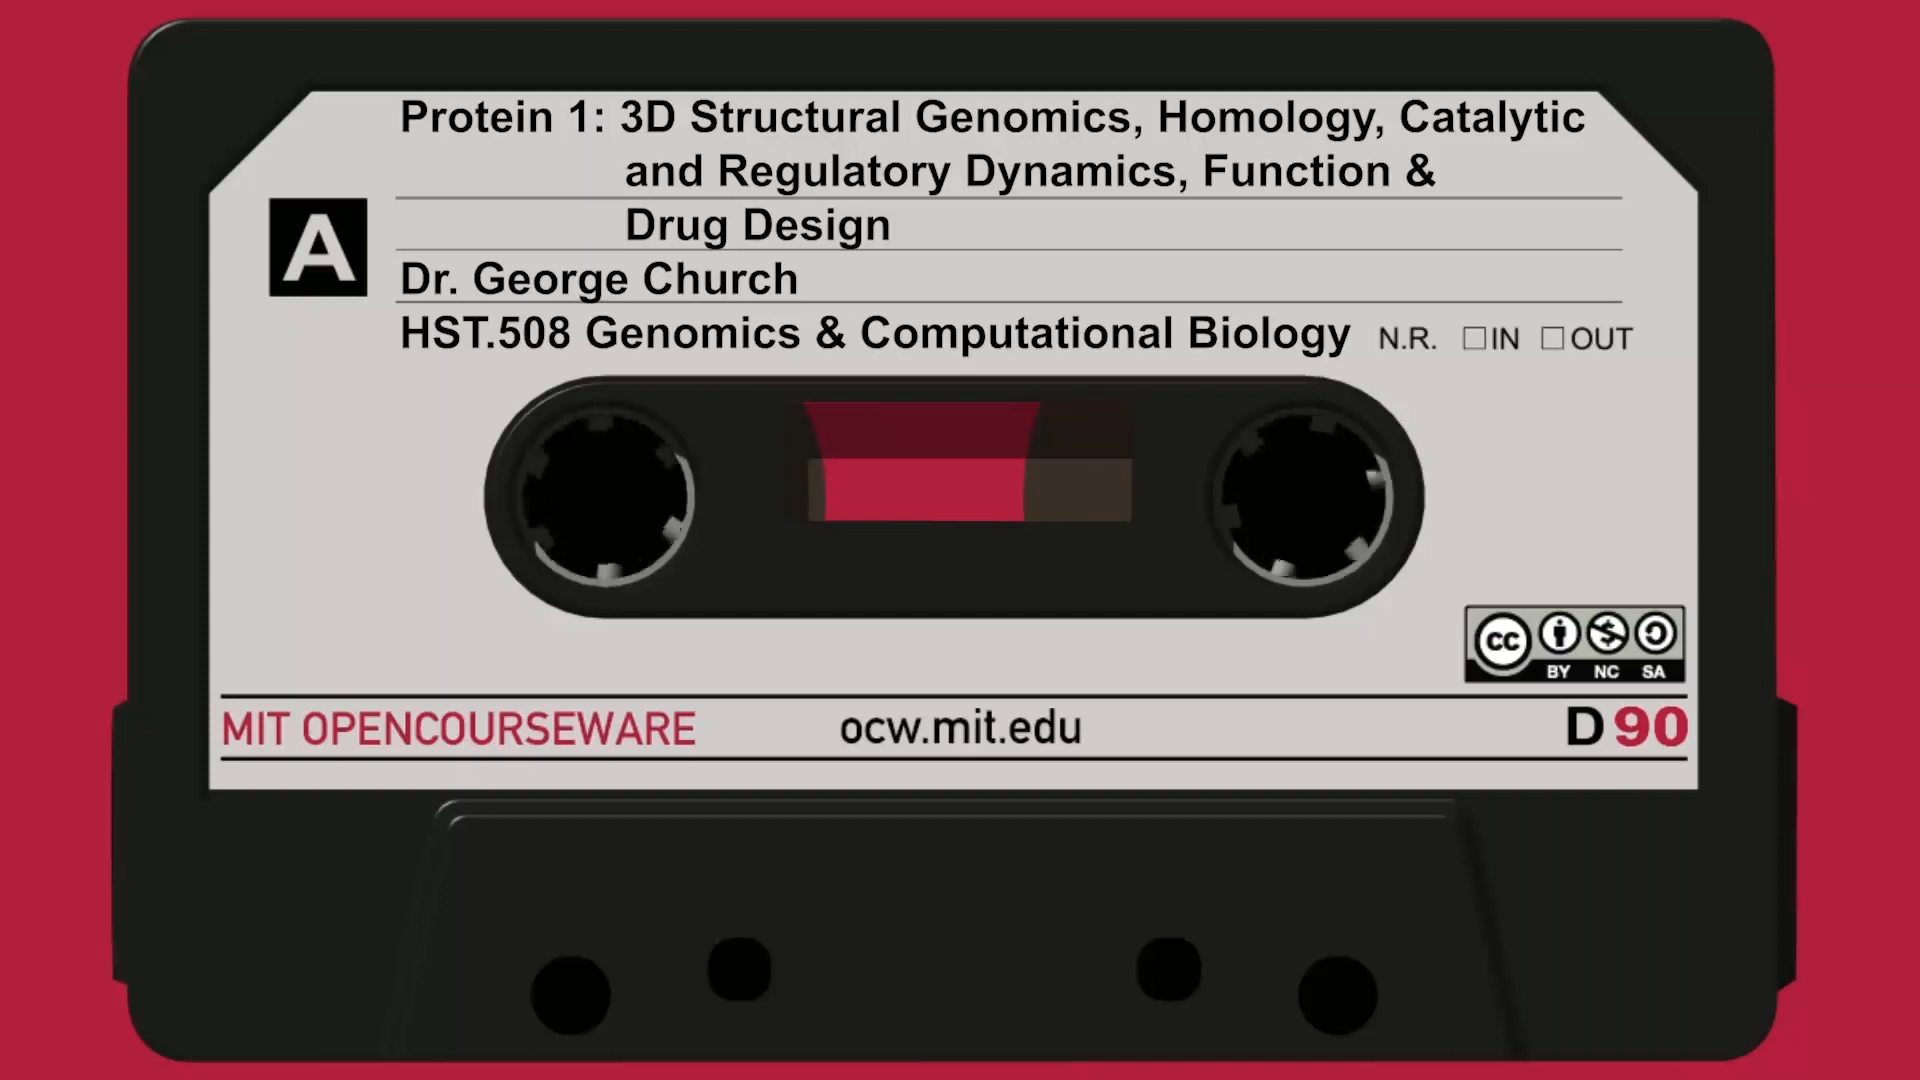 Protein 1: 3D Structural Genomics, Homology, Catalytic
and Regulatory Dynamics, Function &
Drug Design
A
Dr. George Church
HST.508 Genomics & Computational Biology N.R. □IN □OUT
cc
BY NC SA
MIT OPENCOURSEWARE ocw.mit.edu D 90